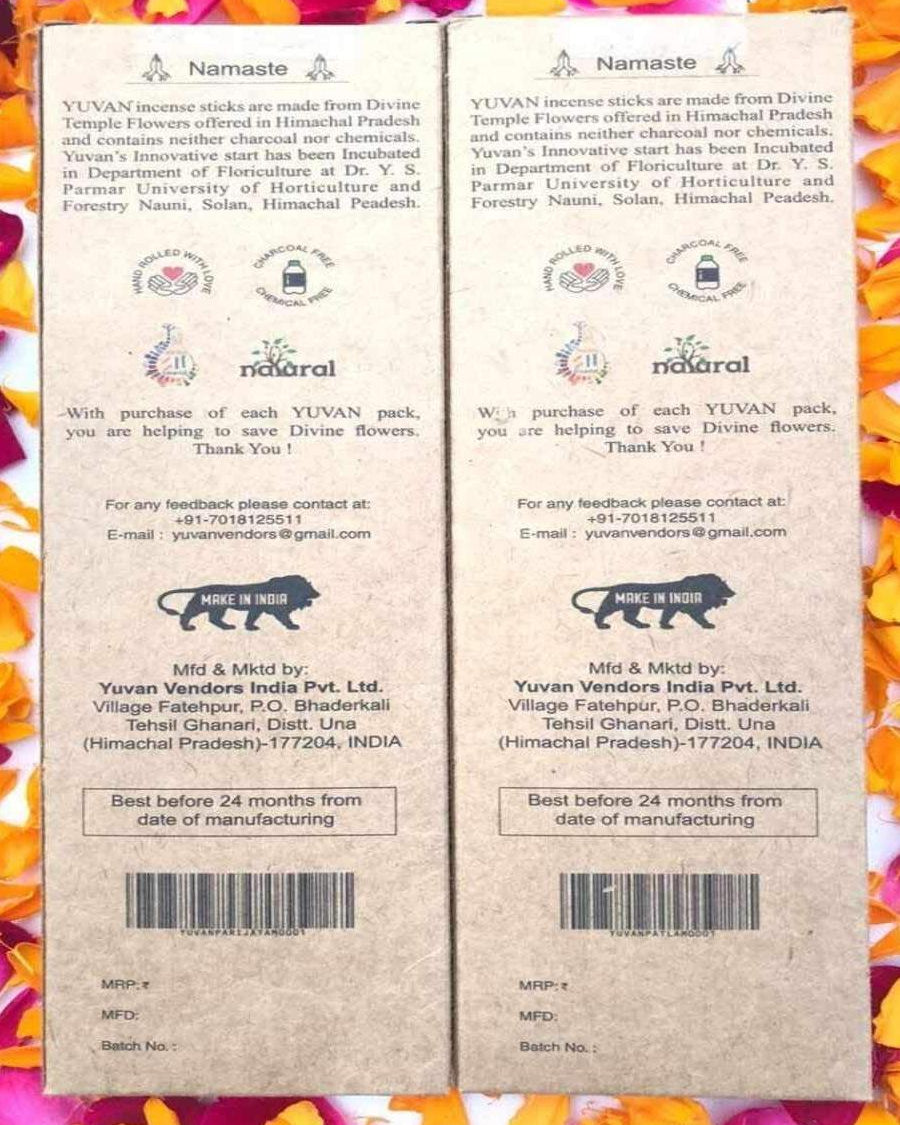 Namaste
YUVAN incense sticks are made from Divine
Temple Flowers offered in Himachal Pradesh
and contains neither charcoal nor chemicals.
Yuvan's Innovative start has been Incubated
in Department of Floriculture at Dr. Y. S.
Parmar University of Horticulture and
Forestry Nauni, Solan, Himachal Peadesh.
HAND ROLLED WITH LOVE
CHARCOAL FREE
CHEMICAL FREE
natural
With purchase of each YUVAN pack,
you are helping to save Divine flowers.
Thank You !
For any feedback please contact at:
+91-7018125511
E-mail : yuvanvendors@gmail.com
MAKE IN INDIA
Mfd & Mktd by:
Yuvan Vendors India Pvt. Ltd.
Village Fatehpur, P.O. Bhaderkali
Tehsil Ghanari, Distt. Una
(Himachal Pradesh)-177204, INDIA
Best before 24 months from
date of manufacturing
YUVANPARIJATAM0001
MRP:₹
MFD:
Batch No. :
Namaste
YUVAN incense sticks are made from Divine
Temple Flowers offered in Himachal Pradesh
and contains neither charcoal nor chemicals.
Yuvan's Innovative start has been Incubated
in Department of Floriculture at Dr. Y. S.
Parmar University of Horticulture and
Forestry Nauni, Solan, Himachal Peadesh.
HAND ROLLED WITH LOVE
CHARCOAL FREE
CHEMICAL FREE
natural
With purchase of each YUVAN pack,
you are helping to save Divine flowers.
Thank You !
For any feedback please contact at:
+91-7018125511
E-mail : yuvanvendors@gmail.com
MAKE IN INDIA
Mfd & Mktd by:
Yuvan Vendors India Pvt. Ltd.
Village Fatehpur, P.O. Bhaderkali
Tehsil Ghanari, Distt. Una
(Himachal Pradesh)-177204, INDIA
Best before 24 months from
date of manufacturing
YUVANPATLAM0001
MRP:₹
MFD:
Batch No. :